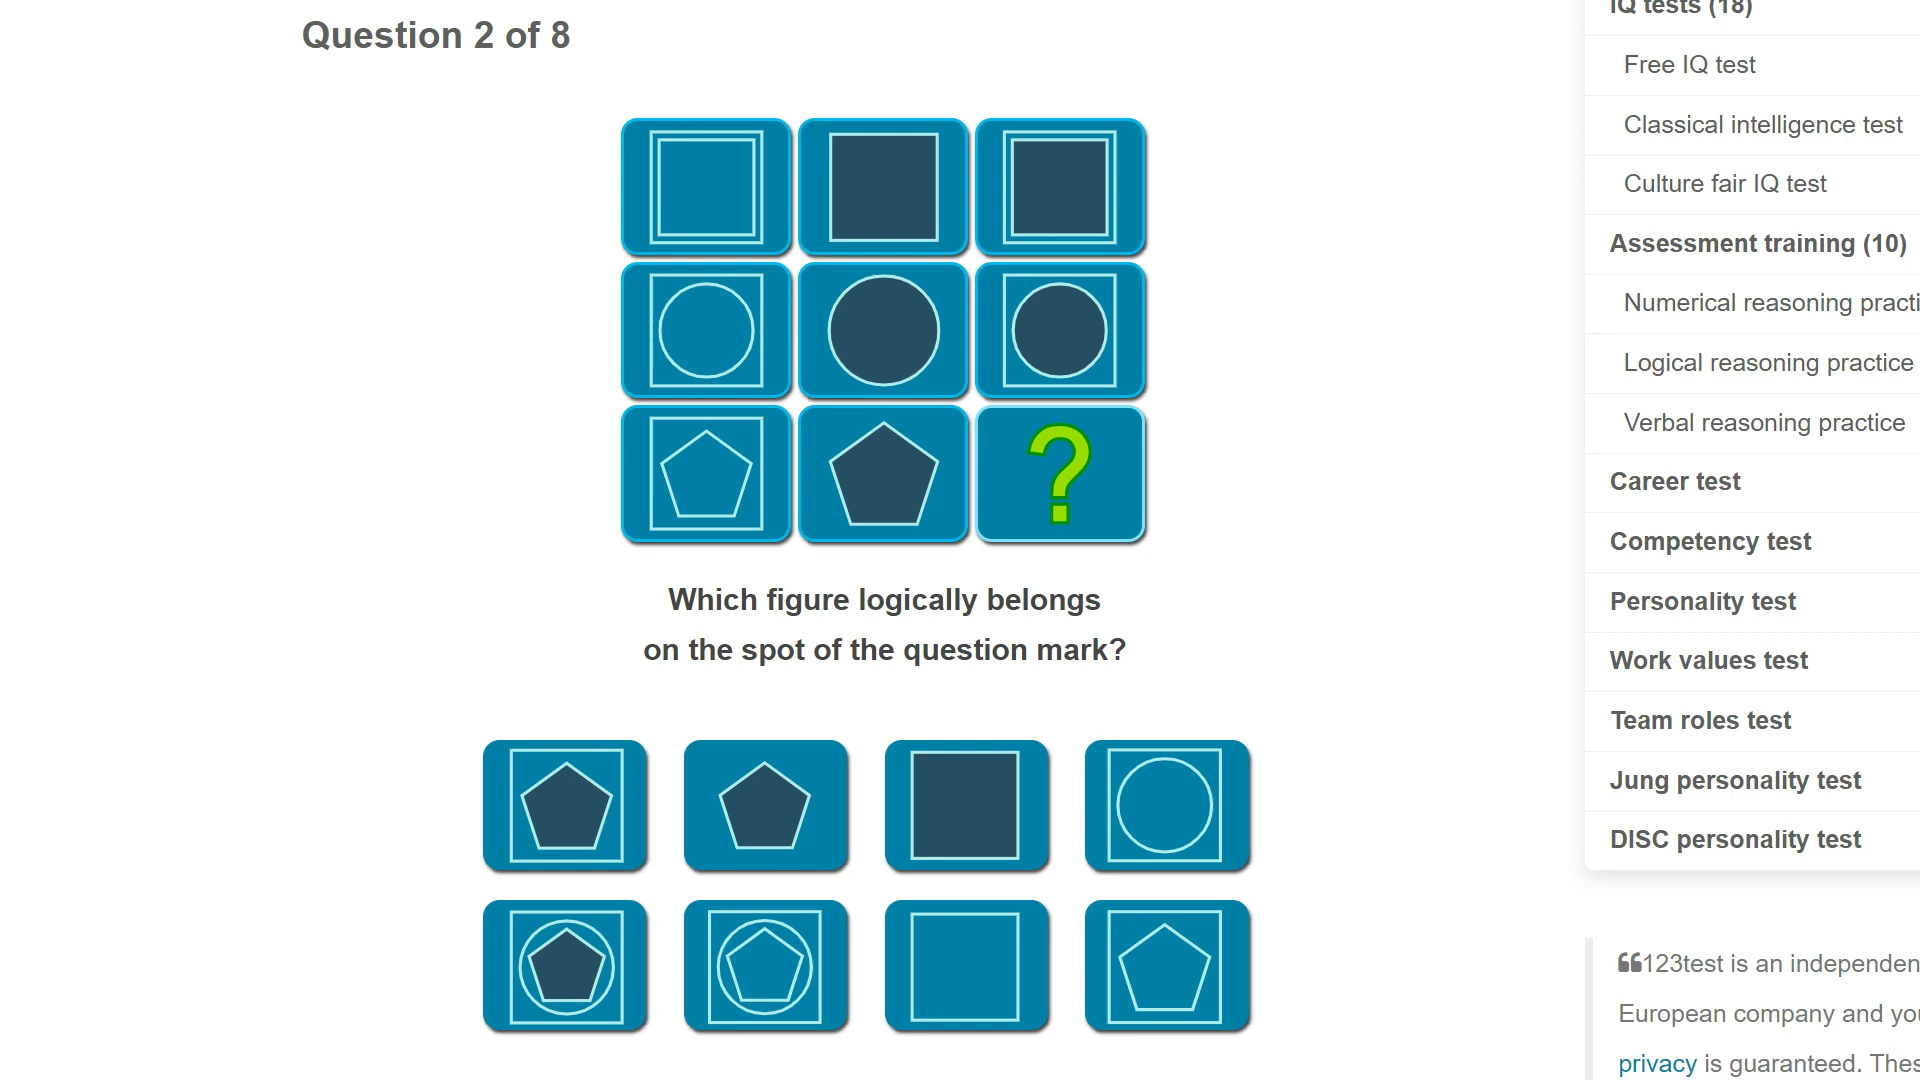 Question 2 of 8
?
Which figure logically belongs
on the spot of the question mark?
IQ tests (18)
Free IQ test
Classical intelligence test
Culture fair IQ test
Assessment training (10)
Numerical reasoning practi
Logical reasoning practice
Verbal reasoning practice
Career test
Competency test
Personality test
Work values test
Team roles test
Jung personality test
DISC personality test
“123test is an independen
European company and you
privacy is guaranteed. Thes